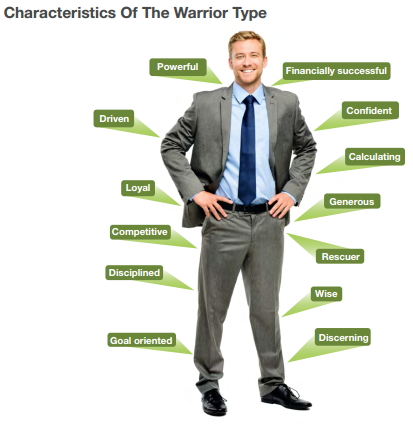 Characteristics Of The Warrior Type
Powerful
Financially successful
Driven
Confident
Calculating
Loyal
Generous
Competitive
Rescuer
Disciplined
Wise
Goal oriented
Discerning